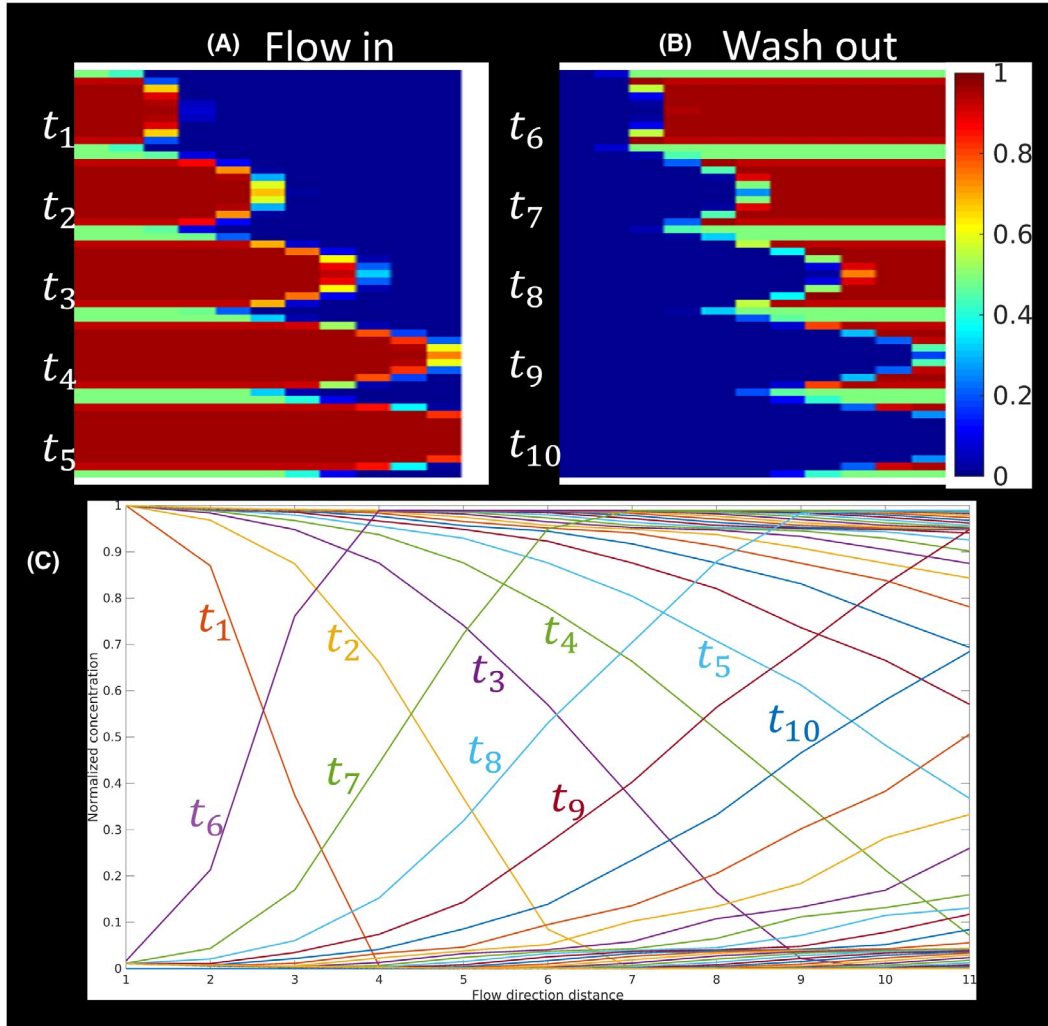 (A) Flow in
(B) Wash out
t₁
t₂
t₃
t₄
t₅
t₆
t₇
t₈
t₉
t₁₀
1
0.8
0.6
0.4
0.2
0
(C)
Normalized concentration
1
0.9
0.8
0.7
0.6
0.5
0.4
0.3
0.2
0.1
0
t₁
t₂
t₃
t₄
t₅
t₆
t₇
t₈
t₉
t₁₀
1 2 3 4 5 6 7 8 9 10 11
Flow direction distance